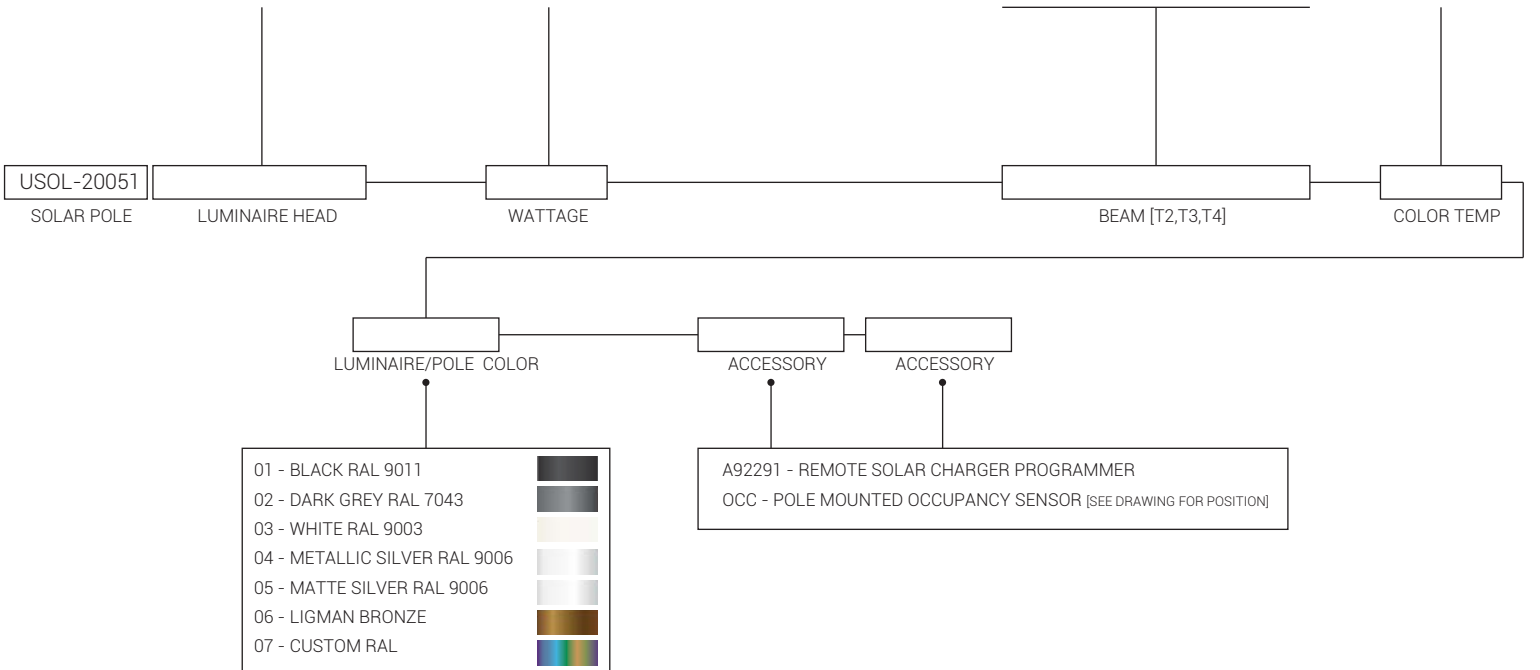 USOL-20051
SOLAR POLE LUMINAIRE HEAD WATTAGE BEAM [T2,T3,T4] COLOR TEMP
LUMINAIRE/POLE COLOR ACCESSORY ACCESSORY
01 - BLACK RAL 9011
02 - DARK GREY RAL 7043
03 - WHITE RAL 9003
04 - METALLIC SILVER RAL 9006
05 - MATTE SILVER RAL 9006
06 - LIGMAN BRONZE
07 - CUSTOM RAL
A92291 - REMOTE SOLAR CHARGER PROGRAMMER
OCC - POLE MOUNTED OCCUPANCY SENSOR [SEE DRAWING FOR POSITION]